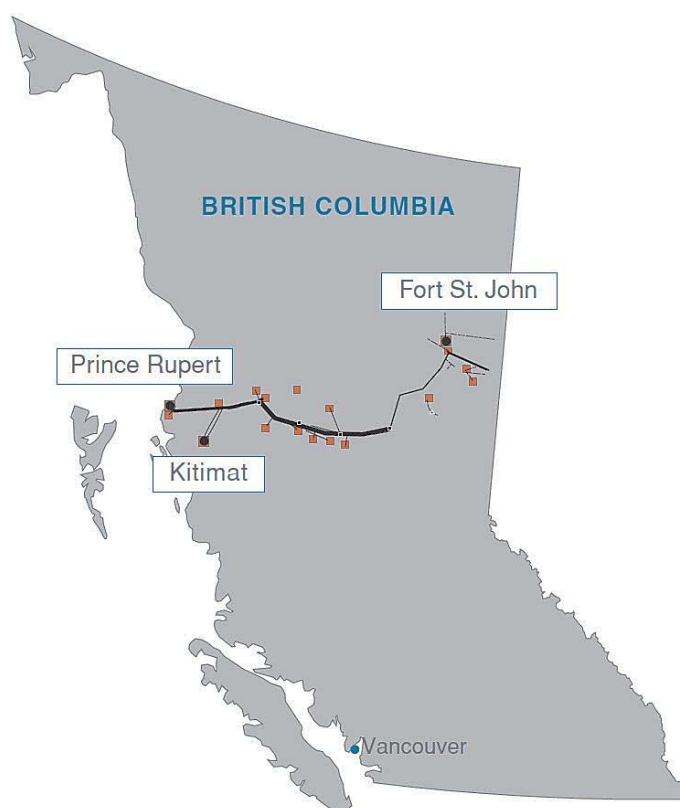 BRITISH COLUMBIA
Fort St. John
Prince Rupert
Kitimat
Vancouver